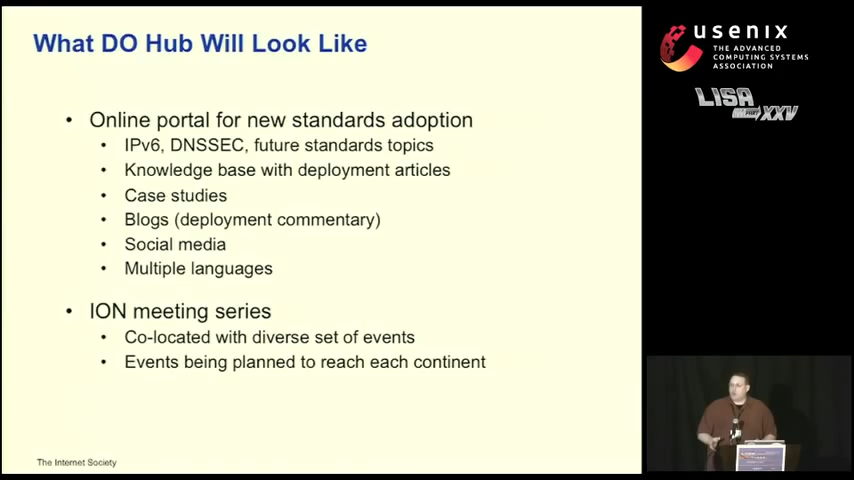 What DO Hub Will Look Like
• Online portal for new standards adoption
• IPv6, DNSSEC, future standards topics
• Knowledge base with deployment articles
• Case studies
• Blogs (deployment commentary)
• Social media
• Multiple languages
• ION meeting series
• Co-located with diverse set of events
• Events being planned to reach each continent
The Internet Society
usenix
THE ADVANCED
COMPUTING SYSTEMS
ASSOCIATION
LISA
XXV